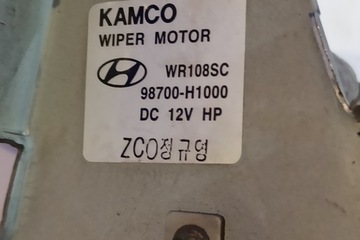 KAMCO
WIPER MOTOR
WR108SC
98700-H1000
DC 12V HP
ZCO정규영